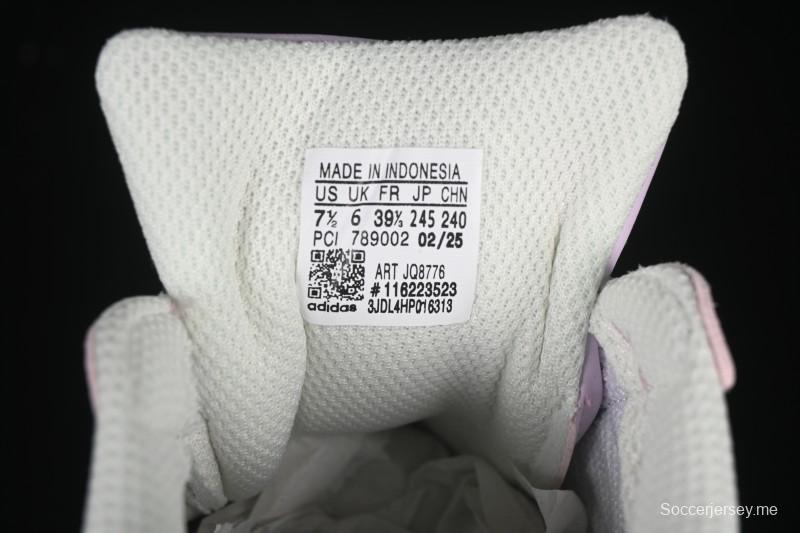 MADE IN INDONESIA
US UK FR JP CHN
7½ 6 39⅓ 245 240
PCI 789002 02/25
ART JQ8776
#116223523
adidas 3JDL4HP016313
Soccerjersey.me